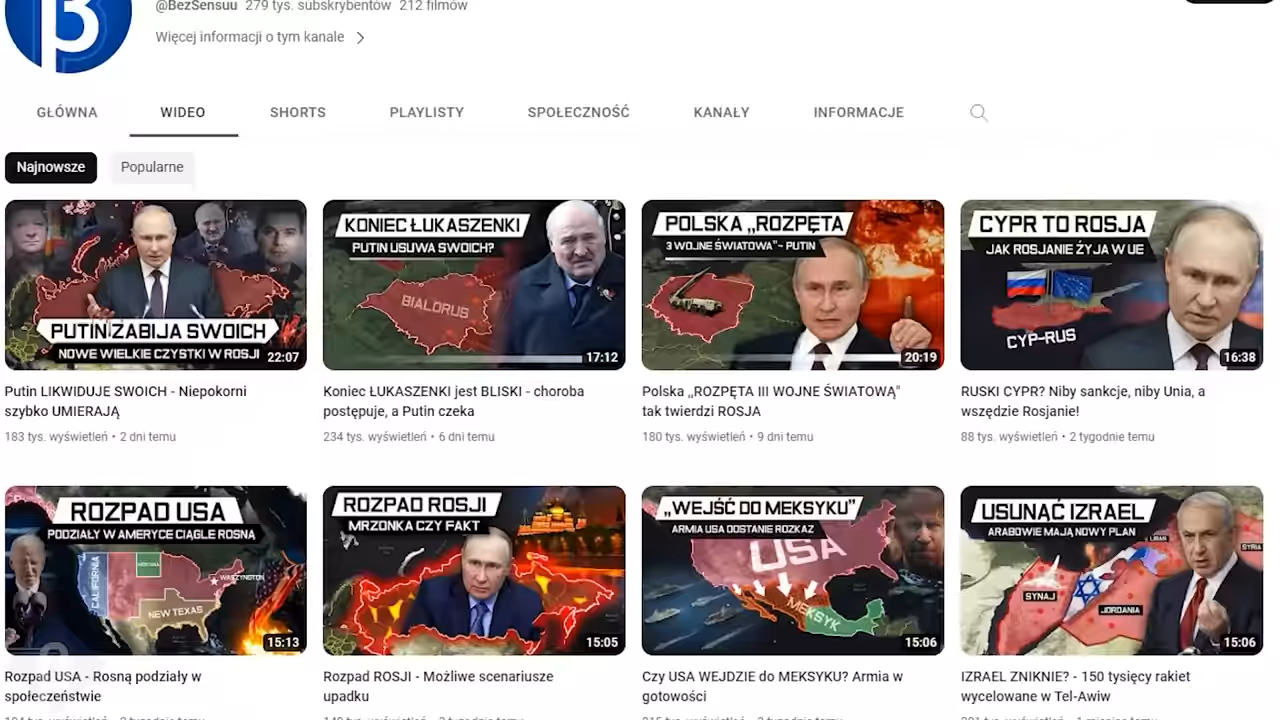 @BezSensuu 279 tys. subskrybentów 212 filmów
Więcej informacji o tym kanale
GŁÓWNA WIDEO SHORTS PLAYLISTY SPOŁECZNOŚĆ KANAŁY INFORMACJE
Najnowsze Popularne
PUTIN ZABIJA SWOICH
NOWE WIELKIE CZYSTKI W ROSJI
22:07
KONIEC ŁUKASZENKI
PUTIN USUWA SWOICH?
BIAŁORUŚ
17:12
POLSKA „ROZPĘTA
3 WOJNE ŚWIATOWA" - PUTIN
20:19
CYPR TO ROSJA
JAK ROSJANIE ŻYJA W UE
CYP-RUS
16:38
Putin LIKWIDUJE SWOICH - Niepokorni
szybko UMIERAJĄ
183 tys. wyświetleń • 2 dni temu
Koniec ŁUKASZENKI jest BLISKI - choroba
postępuje, a Putin czeka
234 tys. wyświetleń • 6 dni temu
Polska „ROZPĘTA III WOJNE ŚWIATOWĄ"
tak twierdzi ROSJA
180 tys. wyświetleń • 9 dni temu
RUSKI CYPR? Niby sankcje, niby Unia, a
wszędzie Rosjanie!
88 tys. wyświetleń • 2 tygodnie temu
ROZPAD USA
PODZIAŁY W AMERYCE CIĄGLE ROSNĄ
CALIFORNIA
MONTANA
WASZYNGTON
NEW TEXAS
15:13
ROZPAD ROSJI
MRZONKA CZY FAKT
15:05
„WEJŚĆ DO MEKSYKU"
ARMIA USA DOSTANIE ROZKAZ
USA
MEKSYK
15:06
USUNĄĆ IZRAEL
ARABOWIE MAJĄ NOWY PLAN
LIBAN
SYRIA
SYNAJ
JORDANIA
15:06
Rozpad USA - Rosną podziały w
społeczeństwie
Rozpad ROSJI - Możliwe scenariusze
upadku
Czy USA WEJDZIE do MEKSYKU? Armia w
gotowości
IZRAEL ZNIKNIE? - 150 tysięcy rakiet
wycelowane w Tel-Awiw